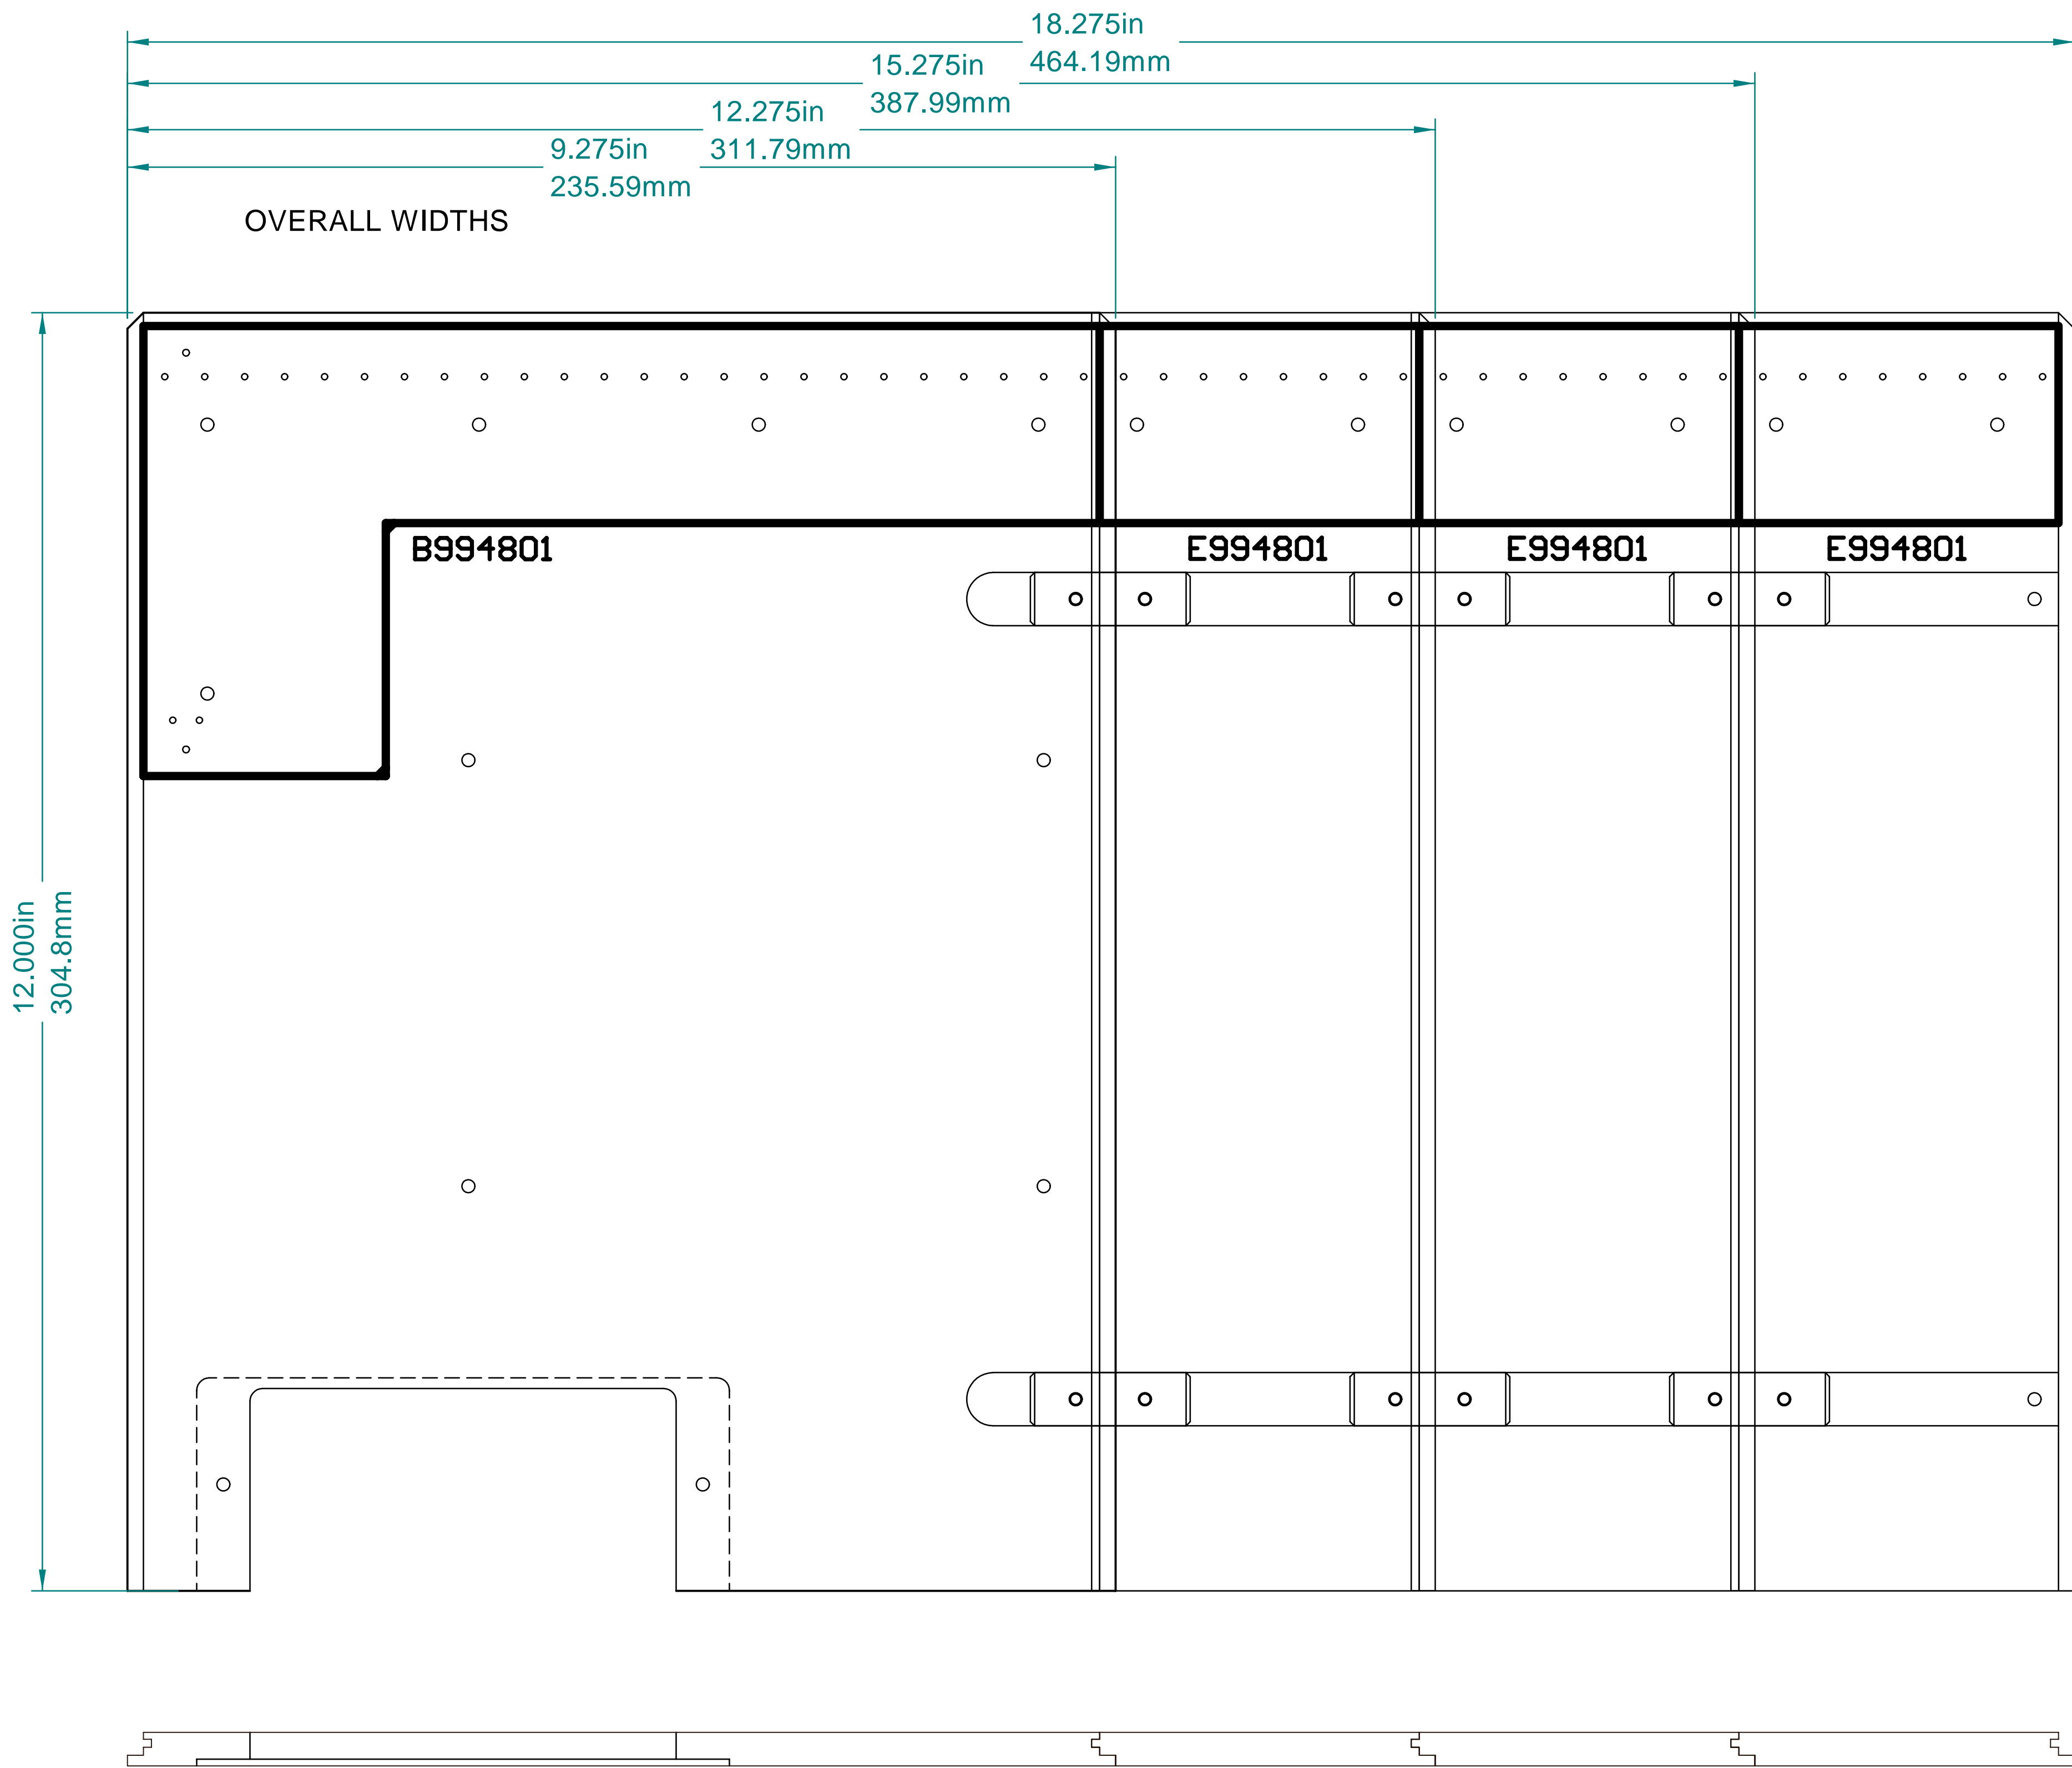 18.275in
464.19mm
15.275in
387.99mm
12.275in
311.79mm
9.275in
235.59mm
OVERALL WIDTHS
B994801
E994801
E994801
E994801
12.000in
304.8mm